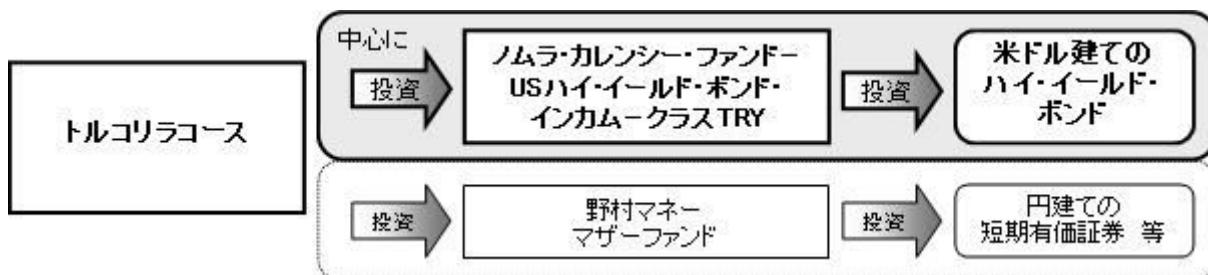 トルコリラコース
中心に
投資
ノムラ・カレンシー・ファンドー
USハイ・イールド・ボンド・
インカムークラスTRY
投資
米ドル建ての
ハイ・イールド・
ボンド
投資
野村マネー
マザーファンド
投資
円建ての
短期有価証券 等